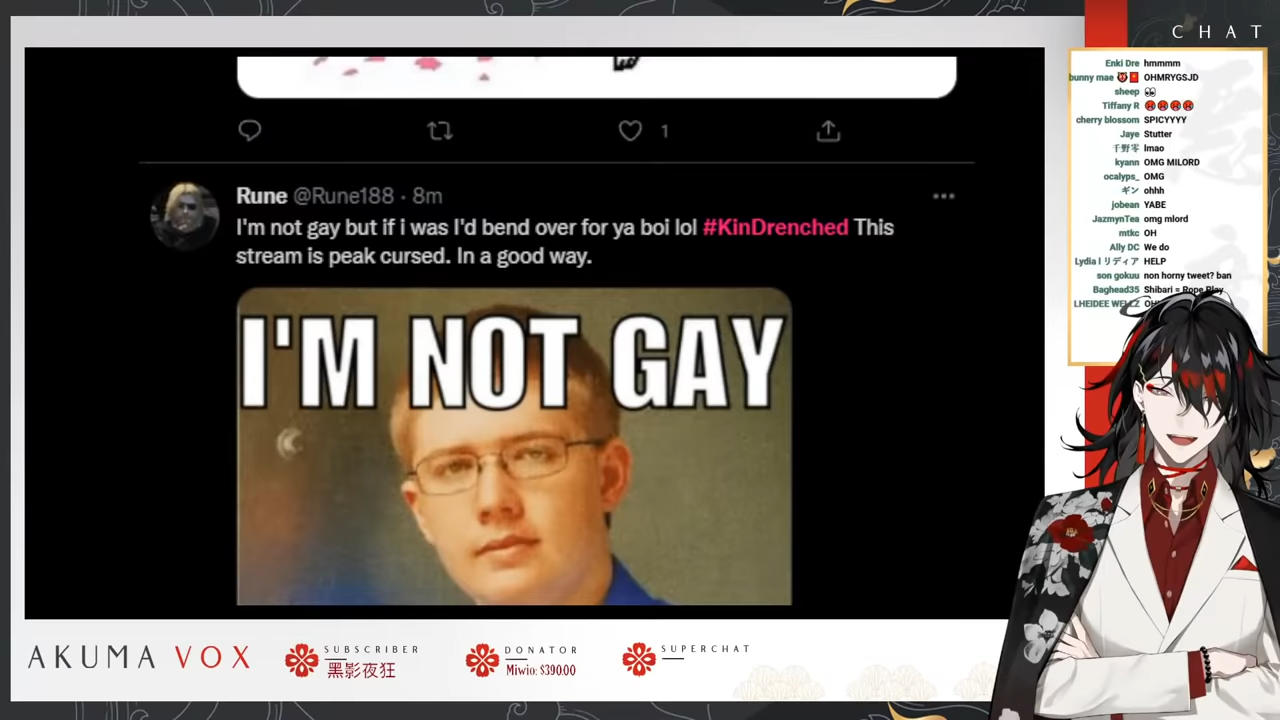 CHAT
Enki Dre hmmmm
bunny mae OHMRYGSJD
sheep
Tiffany R
cherry blossom SPICYYYY
Jaye Stutter
千野零 lmao
kyann OMG MILORD
ocalyps_ OMG
ギン ohhh
jobean YABE
JazmynTea omg mlord
mtkc OH
Ally DC We do
Lydia l リディア HELP
son gokuu non horny tweet? ban
Baghead35 Shibari = Rope Play
LHEIDEE WELLZ
1
Rune @Rune188 · 8m
I'm not gay but if i was I'd bend over for ya boi lol #KinDrenched This
stream is peak cursed. In a good way.
I'M NOT GAY
AKUMA VOX
SUBSCRIBER
黑影夜狂
DONATOR
Miwio: $390.00
SUPERCHAT